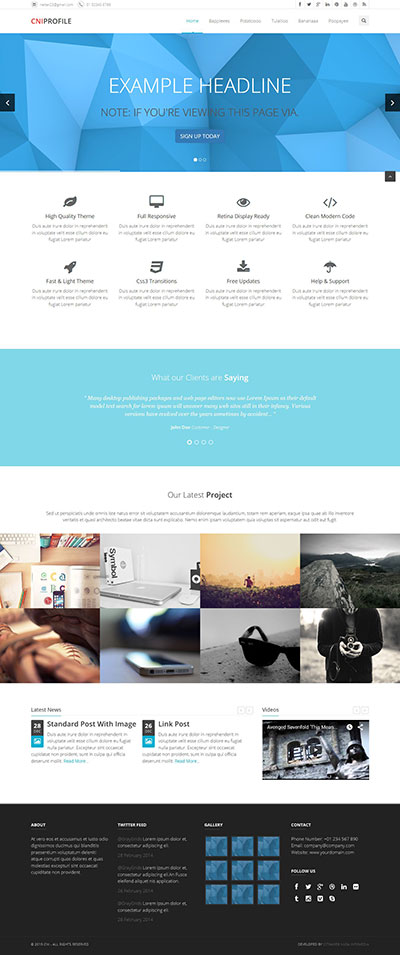 CNIPROFILE
Home
EXAMPLE HEADLINE
NOTE: IF YOU'RE VIEWING THIS PAGE VIA.
SIGN UP TODAY
High Quality Theme
Full Responsive
Retina Display Ready
Clean Modern Code
Duis aute irure dolor in reprehenderit
in voluptate velit esse cillum dolore eu
fugiat Lorem pariatur
Duis aute irure dolor in reprehenderit
in voluptate velit esse cillum dolore eu
fugiat Lorem pariatur
Duis aute irure dolor in reprehenderit
in voluptate velit esse cillum dolore eu
fugiat Lorem pariatur
Duis aute irure dolor in reprehenderit
in voluptate velit esse cillum dolore eu
fugiat Lorem pariatur
Fast & Light Theme
Css3 Transitions
Free Updates
Help & Support
Duis aute irure dolor in reprehenderit
in voluptate velit esse cillum dolore eu
fugiat Lorem pariatur
Duis aute irure dolor in reprehenderit
in voluptate velit esse cillum dolore eu
fugiat Lorem pariatur
Duis aute irure dolor in reprehenderit
in voluptate velit esse cillum dolore eu
fugiat Lorem pariatur
Duis aute irure dolor in reprehenderit
in voluptate velit esse cillum dolore eu
fugiat Lorem pariatur
What our Clients are Saying
" Many desktop publishing packages and web page editors now use Lorem Ipsum as their default
model text search for lorem ipsum will uncover many web sites still in their infancy. Various
versions have evolved over the years sometimes by accident... "
John Doe Customer - Designer
Our Latest Project
Sed ut perspiciatis unde omnis iste natus error sit voluptatem accusantium doloremque laudantium, totam rem aperiam, eaque ipsa quae ab illo inventore
veritatis et quasi architecto beatae vitae dicta sunt explicabo. Nemo enim ipsam voluptatem quia voluptas sit aspernatur aut odit aut fugit.
Symbol
Latest News
Videos
28
DEC
Standard Post With Image
Duis aute irure dolor in reprehenderit in
voluptate velit esse cillum dolore eu fugiat nulla
pariatur. Excepteur sint occaecat
cupidatat non proident, sunt in culpa qui officia
deserunt mollit. Read More..
26
DEC
Link Post
Duis aute irure dolor in reprehenderit in
voluptate velit esse cillum dolore eu fugiat nulla
pariatur. Excepteur sint occaecat
cupidatat non proident, sunt in culpa qui officia
deserunt mollit. Read More..
Avenged Sevenfold 'This Means...
ABOUT
At vero eos et accusamus et iusto odio
dignissimos ducimus qui blanditiis
praesentium voluptatum deleniti
atque corrupti quos dolores et quas
molestias excepturi sint occaecati
cupiditate non provident.
TWITTER FEED
Lorem ipsum dolor et,
consectetur adipiscing eli.
28 February 2014
Lorem ipsum dolor et,
consectetur adipiscing eli. An Fusce
eleifend aliquet nis application.
28 February 2014
Lorem ipsum dolor et,
consectetur adipiscing eli.
28 February 2014
GALLERY
CONTACT
Phone Number: +01 234 567 890
Email: company@company.com
Website: www.yourdomain.com
FOLLOW US
ALL RIGHTS RESERVED
DEVELOPED BY